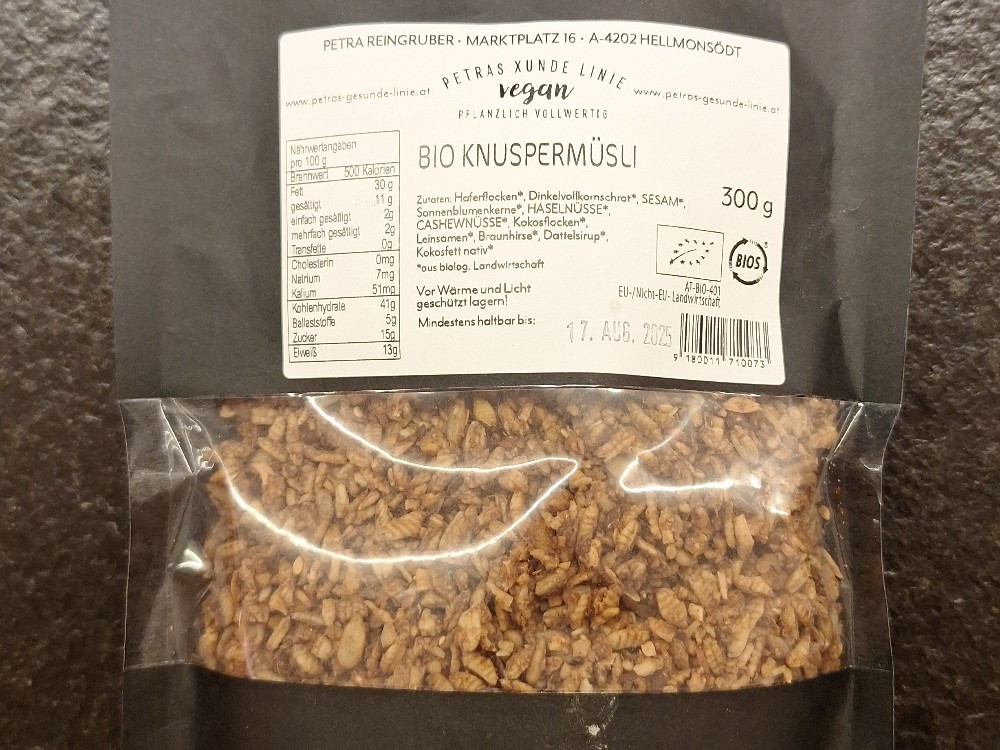 PETRA REINGRUBER · MARKTPLATZ 16 · A-4202 HELLMONSÖDT
PETRAS XUNDE LINIE
www.petras-gesunde-linie.at vegan www.petras-gesunde-linie.at
PFLANZLICH VOLLWERTIG
BIO KNUSPERMÜSLI
300 g
Nährwertangaben
pro 100 g
Brennwert 500 Kalorien
Fett 30 g
gesättigt 11 g
einfach gesättigt 2g
mehrfach gesättigt 2g
Transfette 0g
Cholesterin 0mg
Natrium 7mg
Kalium 51mg
Kohlenhydrate 41g
Ballaststoffe 5g
Zucker 15g
Eiweiß 13g
Zutaten: Haferflocken*, Dinkelvollkornschrot*, SESAM*,
Sonnenblumenkerne*, HASELNÜSSE*,
CASHEWNÜSSE*, Kokosflocken*,
Leinsamen*, Braunhirse*, Dattelsirup*,
Kokosfett nativ*
*aus biolog. Landwirtschaft
Vor Wärme und Licht
geschützt lagern!
Mindestens haltbar bis: 17. AUG. 2025
BIOS
AT-BIO-401
EU-/Nicht-EU- Landwirtschaft
9 180011 710073